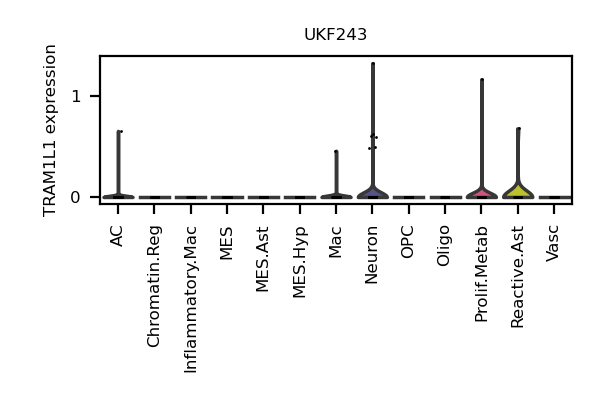 UKF243
TRAM1L1 expression
1
0
AC
Chromatin.Reg
Inflammatory.Mac
MES
MES.Ast
MES.Hyp
Mac
Neuron
OPC
Oligo
Prolif.Metab
Reactive.Ast
Vasc